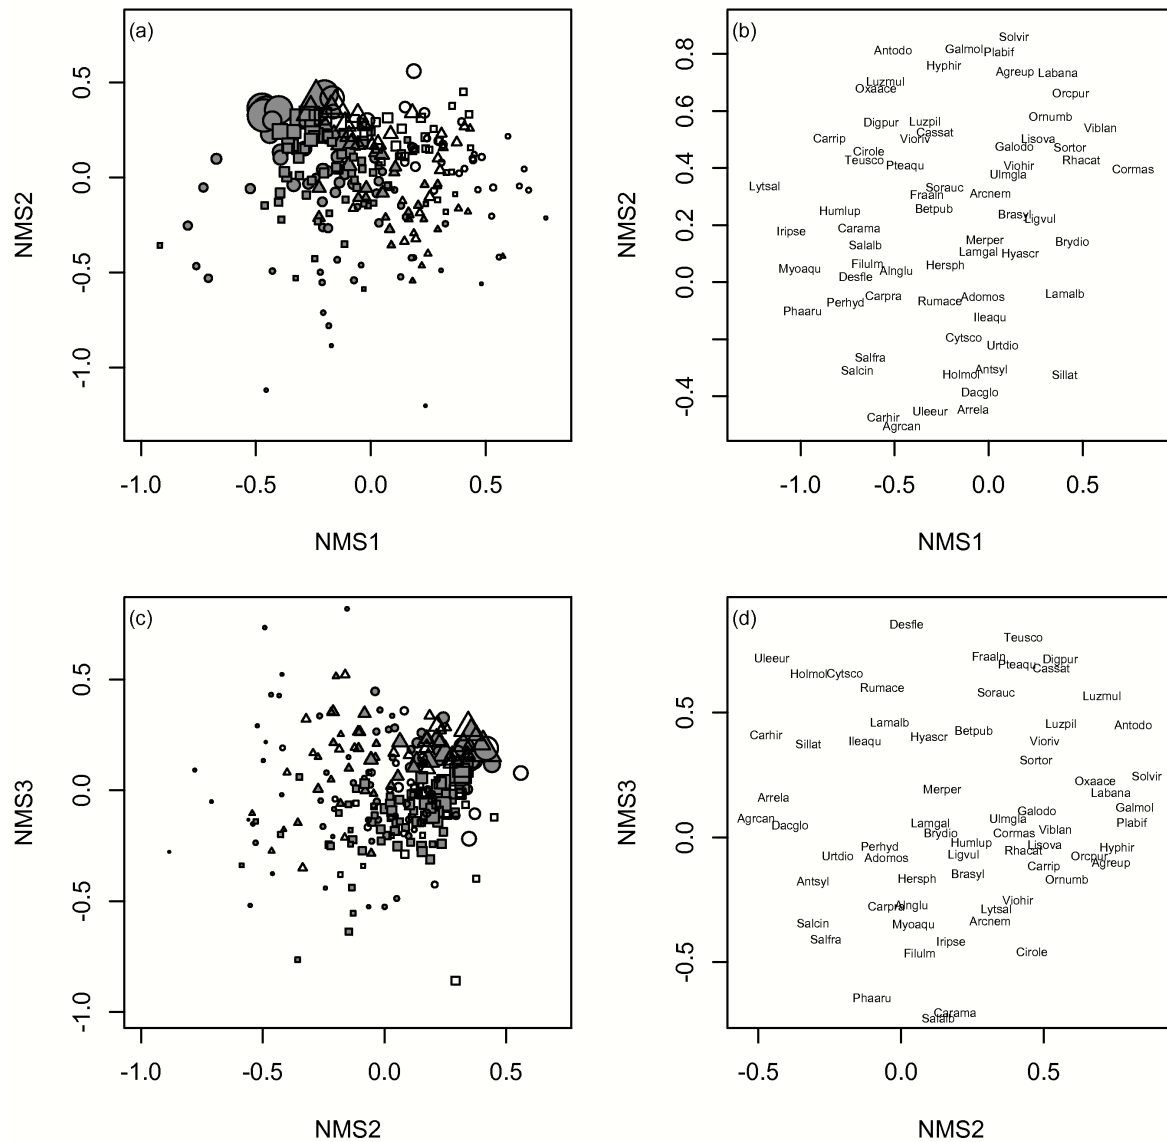 (a)
NMS2
0.5
0.0
-0.5
-1.0
-1.0 -0.5 0.0 0.5
NMS1
(b)
NMS2
0.8
0.6
0.4
0.2
0.0
-0.4
Solvir
Antodo Galmol Plabif
Hyphir Agreup Labana
Luzmul
Oxaace Orcpur
Ornumb
Digpur Luzpil Viblan
Cassat
Carrip Vioriv Lisova
Galodo Sortor
Cirole
Teusco Rhacat
Pteaqu Viohir Cormas
Ulmgla
Lytsal Sorauc
Fraaln Arcnem
Humlup Betpub
Brasyl
Ligvul
Iripse Carama
Salalb Merper Brydio
Lamgal Hyascr
Filulm Hersph
Myoaqu Alnglu
Desfle
Carpra Adomos Lamalb
Perhyd Rumace
Phaaru
Ileaqu
Cytsco
Urtdio
Salfra
Salcin Antsyl
Holmol Sillat
Dacglo
Uleeur Arrela
Carhir
Agrcan
-1.0 -0.5 0.0 0.5
NMS1
(c)
NMS3
0.5
0.0
-0.5
-1.0
-1.0 -0.5 0.0 0.5
NMS2
(d)
NMS3
0.5
0.0
-0.5
Desfle
Teusco
Uleeur Fraaln Digpur
Pteaqu
Cassat
Holmol Cytsco
Rumace Sorauc Luzmul
Lamalb Luzpil Antodo
Carhir Betpub
Hyascr
Sillat Ileaqu Vioriv
Sortor
Solvir
Oxaace
Merper Labana
Arrela
Galmol
Agrcan Galodo
Dacglo Lamgal Ulmgla Plabif
Brydio Cormas Viblan
Perhyd Humlup Lisova Hyphir
Urtdio Adomos Ligvul Rhacat Orcpur
Agreup
Carrip
Antsyl Hersph Brasyl Ornumb
Viohir
Carpra Alnglu Lytsal
Salcin Myoaqu Arcnem
Salfra Iripse
Filulm Cirole
Phaaru
Carama
Salalb
-0.5 0.0 0.5
NMS2